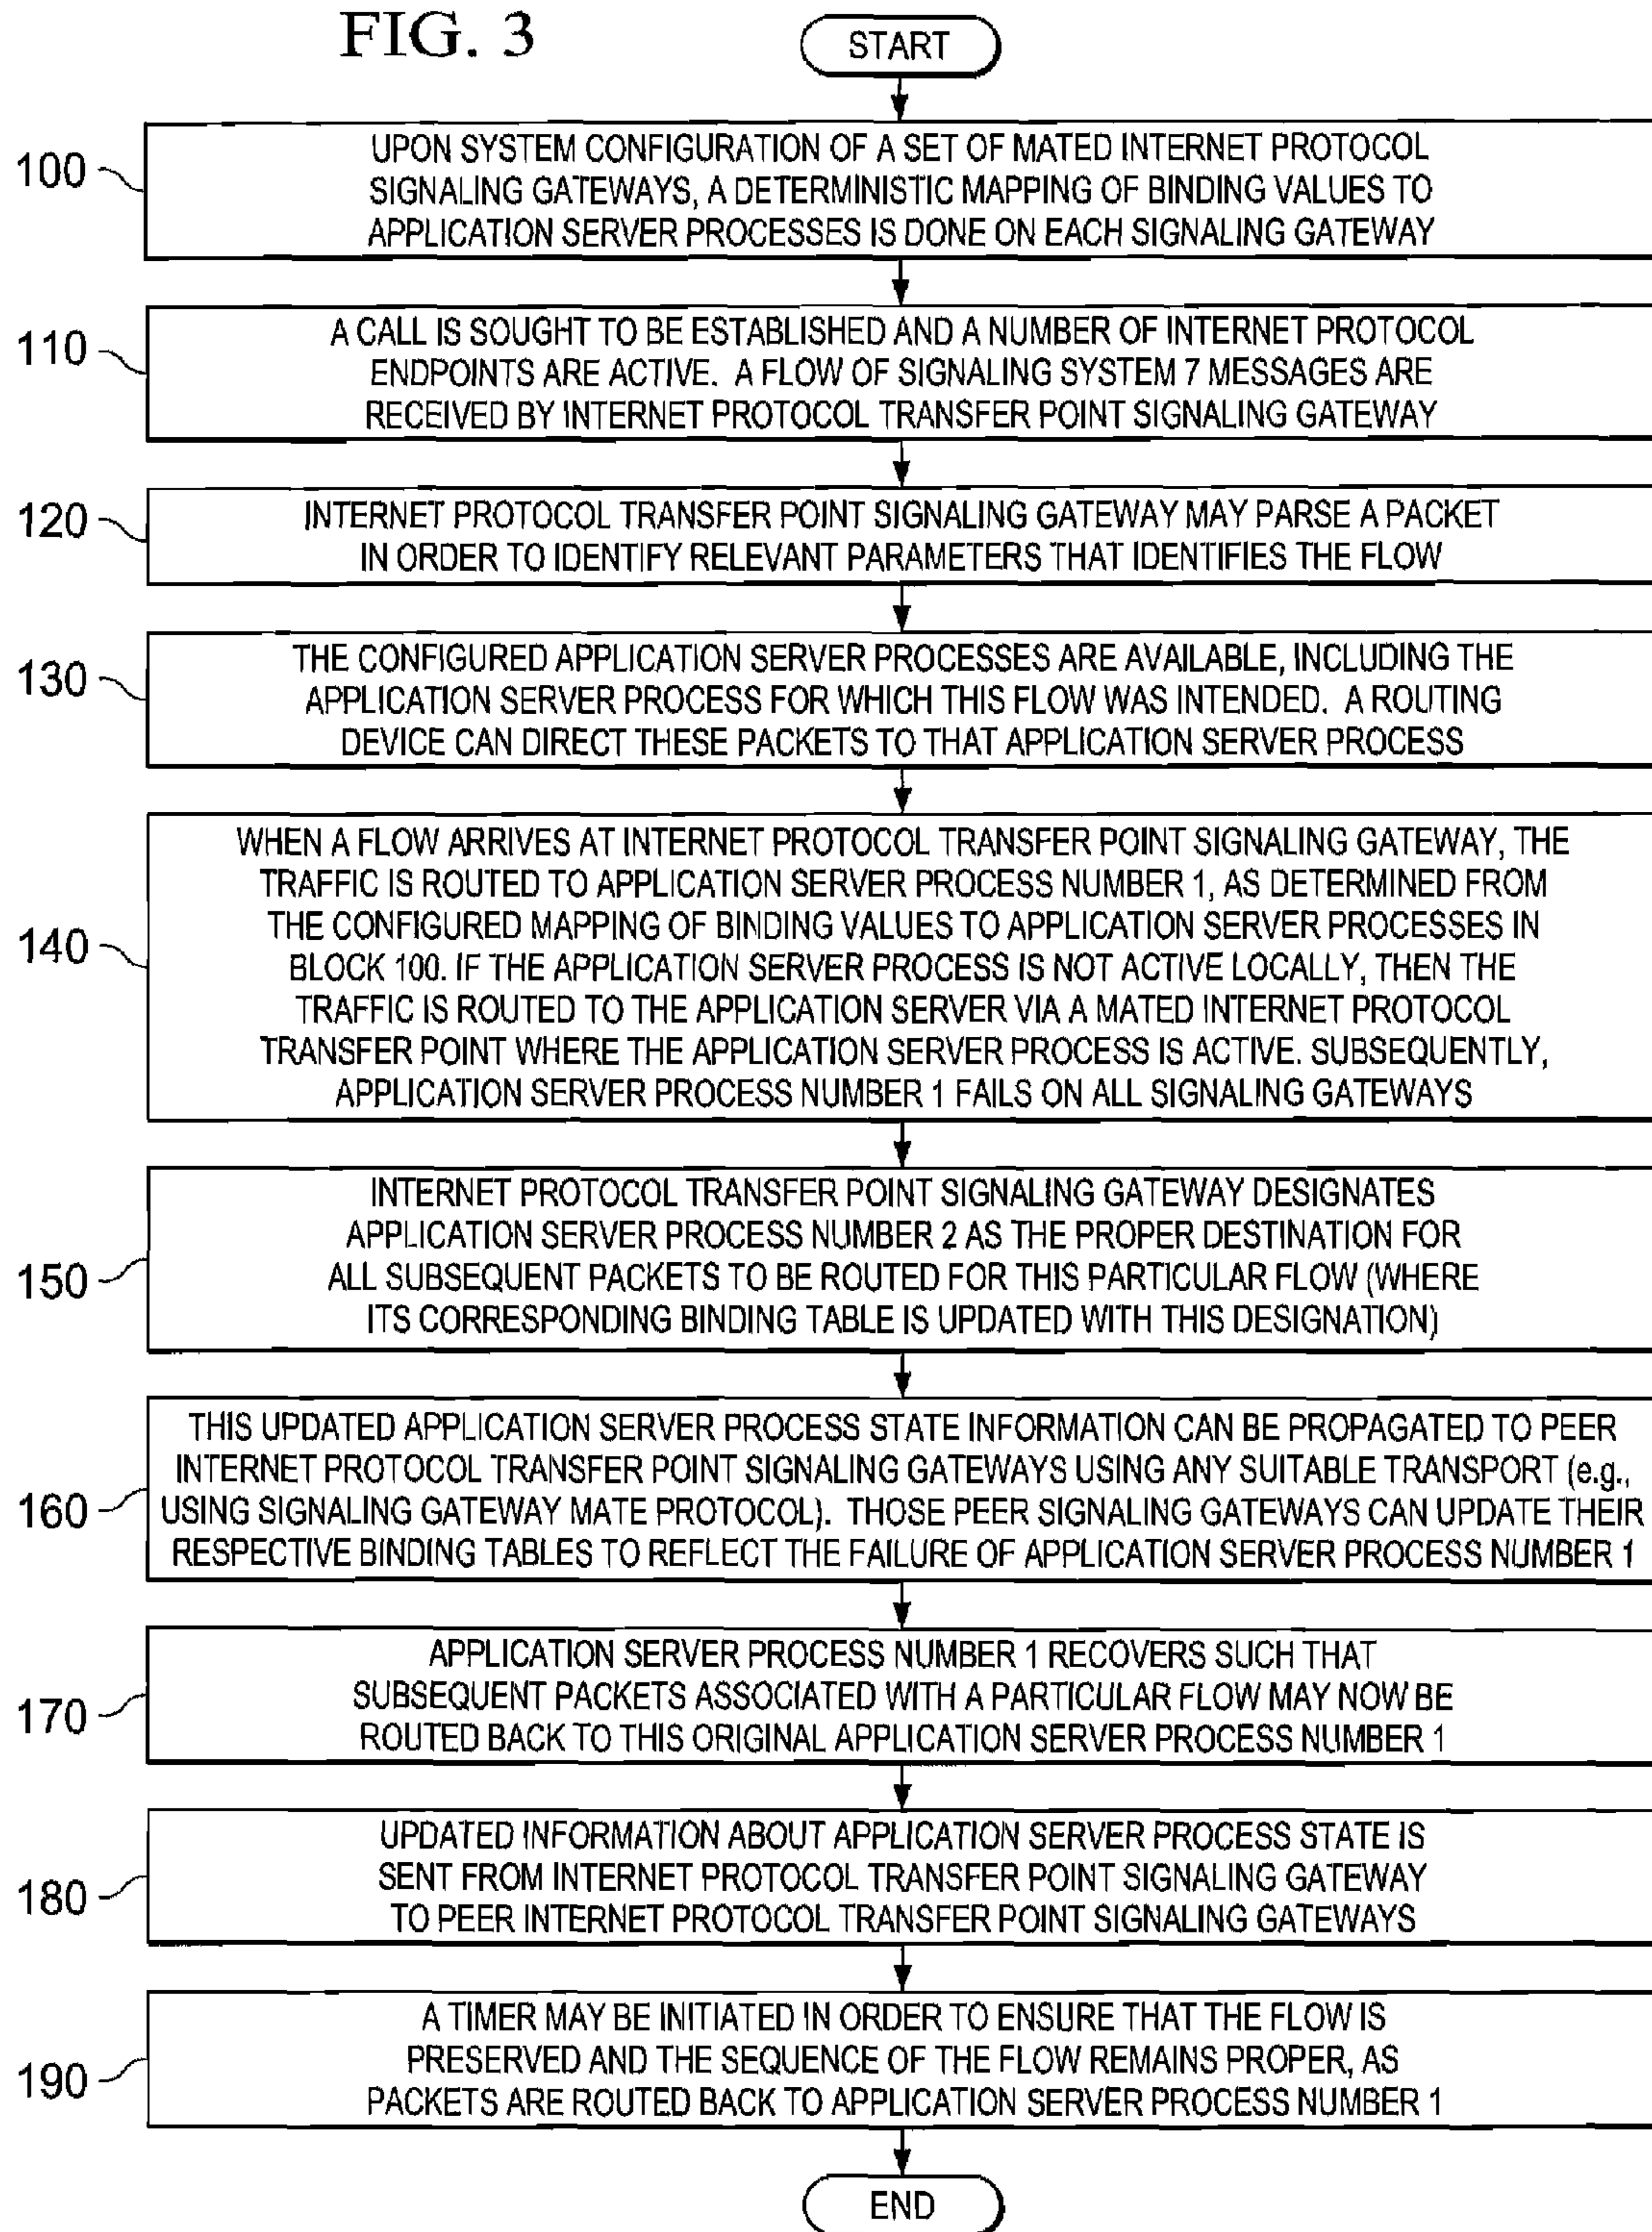 FIG. 3
START
100
UPON SYSTEM CONFIGURATION OF A SET OF MATED INTERNET PROTOCOL
SIGNALING GATEWAYS, A DETERMINISTIC MAPPING OF BINDING VALUES TO
APPLICATION SERVER PROCESSES IS DONE ON EACH SIGNALING GATEWAY
110
A CALL IS SOUGHT TO BE ESTABLISHED AND A NUMBER OF INTERNET PROTOCOL
ENDPOINTS ARE ACTIVE. A FLOW OF SIGNALING SYSTEM 7 MESSAGES ARE
RECEIVED BY INTERNET PROTOCOL TRANSFER POINT SIGNALING GATEWAY
120
INTERNET PROTOCOL TRANSFER POINT SIGNALING GATEWAY MAY PARSE A PACKET
IN ORDER TO IDENTIFY RELEVANT PARAMETERS THAT IDENTIFIES THE FLOW
130
THE CONFIGURED APPLICATION SERVER PROCESSES ARE AVAILABLE, INCLUDING THE
APPLICATION SERVER PROCESS FOR WHICH THIS FLOW WAS INTENDED. A ROUTING
DEVICE CAN DIRECT THESE PACKETS TO THAT APPLICATION SERVER PROCESS
140
WHEN A FLOW ARRIVES AT INTERNET PROTOCOL TRANSFER POINT SIGNALING GATEWAY, THE
TRAFFIC IS ROUTED TO APPLICATION SERVER PROCESS NUMBER 1, AS DETERMINED FROM
THE CONFIGURED MAPPING OF BINDING VALUES TO APPLICATION SERVER PROCESSES IN
BLOCK 100. IF THE APPLICATION SERVER PROCESS IS NOT ACTIVE LOCALLY, THEN THE
TRAFFIC IS ROUTED TO THE APPLICATION SERVER VIA A MATED INTERNET PROTOCOL
TRANSFER POINT WHERE THE APPLICATION SERVER PROCESS IS ACTIVE. SUBSEQUENTLY,
APPLICATION SERVER PROCESS NUMBER 1 FAILS ON ALL SIGNALING GATEWAYS
150
INTERNET PROTOCOL TRANSFER POINT SIGNALING GATEWAY DESIGNATES
APPLICATION SERVER PROCESS NUMBER 2 AS THE PROPER DESTINATION FOR
ALL SUBSEQUENT PACKETS TO BE ROUTED FOR THIS PARTICULAR FLOW (WHERE
ITS CORRESPONDING BINDING TABLE IS UPDATED WITH THIS DESIGNATION)
160
THIS UPDATED APPLICATION SERVER PROCESS STATE INFORMATION CAN BE PROPAGATED TO PEER
INTERNET PROTOCOL TRANSFER POINT SIGNALING GATEWAYS USING ANY SUITABLE TRANSPORT (e.g.,
USING SIGNALING GATEWAY MATE PROTOCOL). THOSE PEER SIGNALING GATEWAYS CAN UPDATE THEIR
RESPECTIVE BINDING TABLES TO REFLECT THE FAILURE OF APPLICATION SERVER PROCESS NUMBER 1
170
APPLICATION SERVER PROCESS NUMBER 1 RECOVERS SUCH THAT
SUBSEQUENT PACKETS ASSOCIATED WITH A PARTICULAR FLOW MAY NOW BE
ROUTED BACK TO THIS ORIGINAL APPLICATION SERVER PROCESS NUMBER 1
180
UPDATED INFORMATION ABOUT APPLICATION SERVER PROCESS STATE IS
SENT FROM INTERNET PROTOCOL TRANSFER POINT SIGNALING GATEWAY
TO PEER INTERNET PROTOCOL TRANSFER POINT SIGNALING GATEWAYS
190
A TIMER MAY BE INITIATED IN ORDER TO ENSURE THAT THE FLOW IS
PRESERVED AND THE SEQUENCE OF THE FLOW REMAINS PROPER, AS
PACKETS ARE ROUTED BACK TO APPLICATION SERVER PROCESS NUMBER 1
END